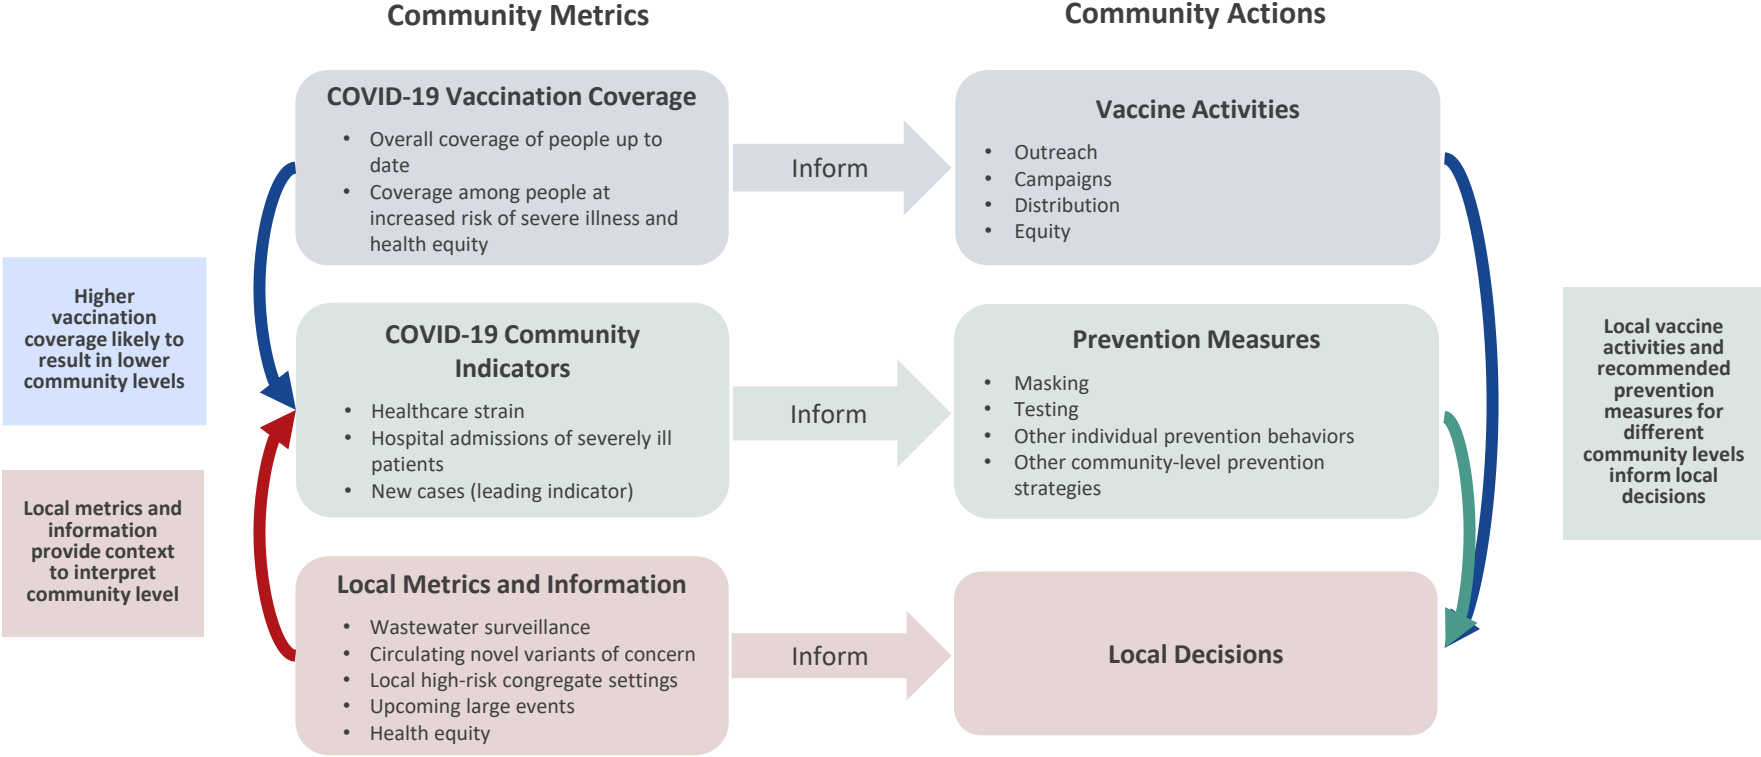 Community Metrics
Community Actions
COVID-19 Vaccination Coverage
• Overall coverage of people up to
date
• Coverage among people at
increased risk of severe illness and
health equity
Inform
Vaccine Activities
• Outreach
• Campaigns
• Distribution
• Equity
Higher
vaccination
coverage likely to
result in lower
community levels
COVID-19 Community
Indicators
• Healthcare strain
• Hospital admissions of severely ill
patients
• New cases (leading indicator)
Inform
Prevention Measures
• Masking
• Testing
• Other individual prevention behaviors
• Other community-level prevention
strategies
Local vaccine
activities and
recommended
prevention
measures for
different
community levels
inform local
decisions
Local metrics and
information
provide context
to interpret
community level
Local Metrics and Information
• Wastewater surveillance
• Circulating novel variants of concern
• Local high-risk congregate settings
• Upcoming large events
• Health equity
Inform
Local Decisions